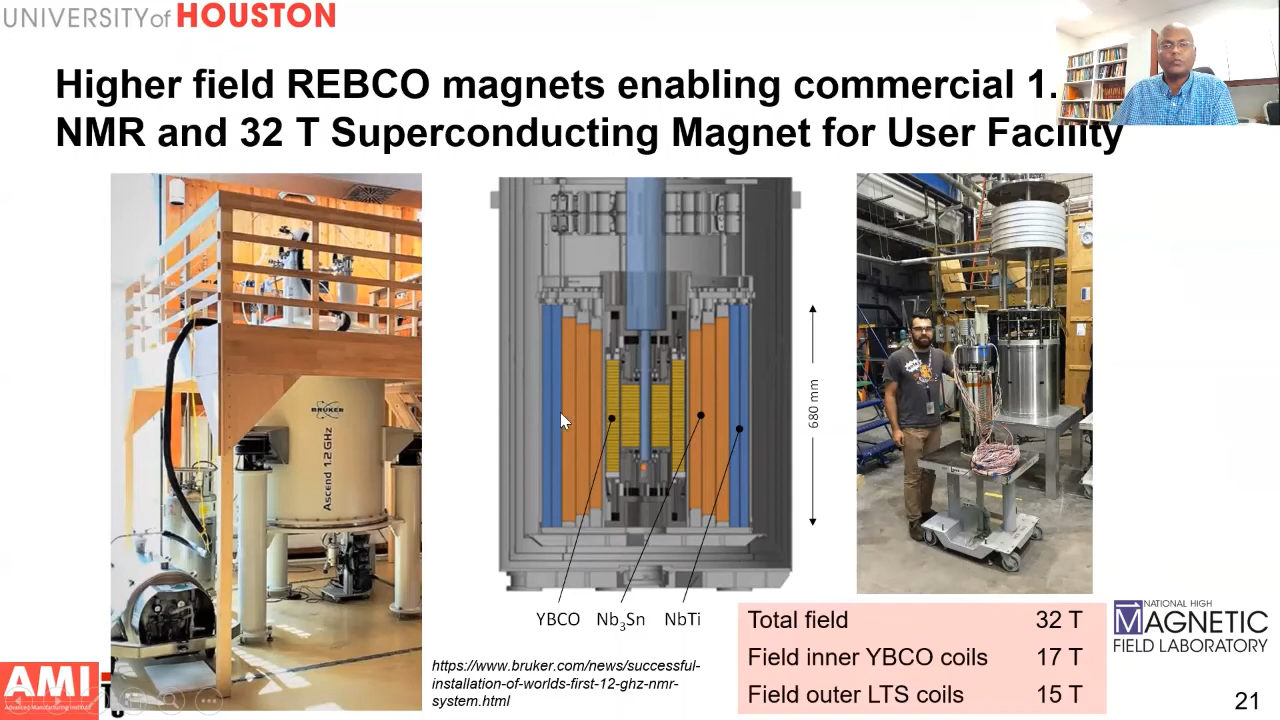 UNIVERSITY of HOUSTON
Higher field REBCO magnets enabling commercial 1.
NMR and 32 T Superconducting Magnet for User Facility
BRUKER
Ascend 1.2 GHz
680 mm
YBCO Nb₃Sn NbTi
Total field 32 T
Field inner YBCO coils 17 T
Field outer LTS coils 15 T
NATIONAL HIGH
MAGNETIC
FIELD LABORATORY
https://www.bruker.com/news/successful-
installation-of-worlds-first-12-ghz-nmr-
system.html
AMI
Advanced Manufacturing Institute
21